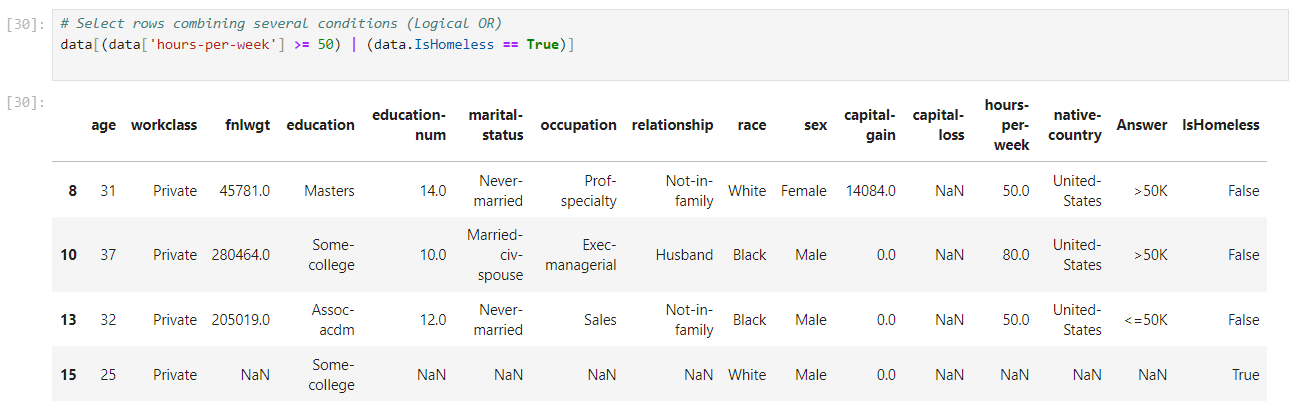 [30]: # Select rows combining several conditions (Logical OR)
data[(data['hours-per-week'] >= 50) | (data.IsHomeless == True)]
[30]:
age workclass fnlwgt education education-num marital-status occupation relationship race sex capital-gain capital-loss hours-per-week native-country Answer IsHomeless
8 31 Private 45781.0 Masters 14.0 Never-married Prof-specialty Not-in-family White Female 14084.0 NaN 50.0 United-States >50K False
10 37 Private 280464.0 Some-college 10.0 Married-civ-spouse Exec-managerial Husband Black Male 0.0 NaN 80.0 United-States >50K False
13 32 Private 205019.0 Assoc-acdm 12.0 Never-married Sales Not-in-family Black Male 0.0 NaN 50.0 United-States <=50K False
15 25 Private NaN Some-college NaN NaN NaN NaN White Male 0.0 NaN NaN NaN NaN True